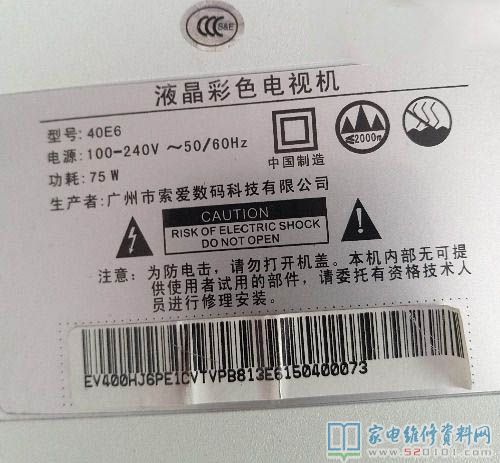 CCC S&E
液晶彩色电视机
型号: 40E6
电源: 100-240V ～50/60Hz
功耗: 75 W
生产者: 广州市索爱数码科技有限公司
中国制造
≤2000m
CAUTION
RISK OF ELECTRIC SHOCK
DO NOT OPEN
注意: 为防电击, 请勿打开机盖。本机内部无可提
供使用者试用的部件, 请委托有资格技术人
员进行修理安装。
EV400HJ6PE1CVTVPB813E6150400073
家电维修资料网
www.520101.com